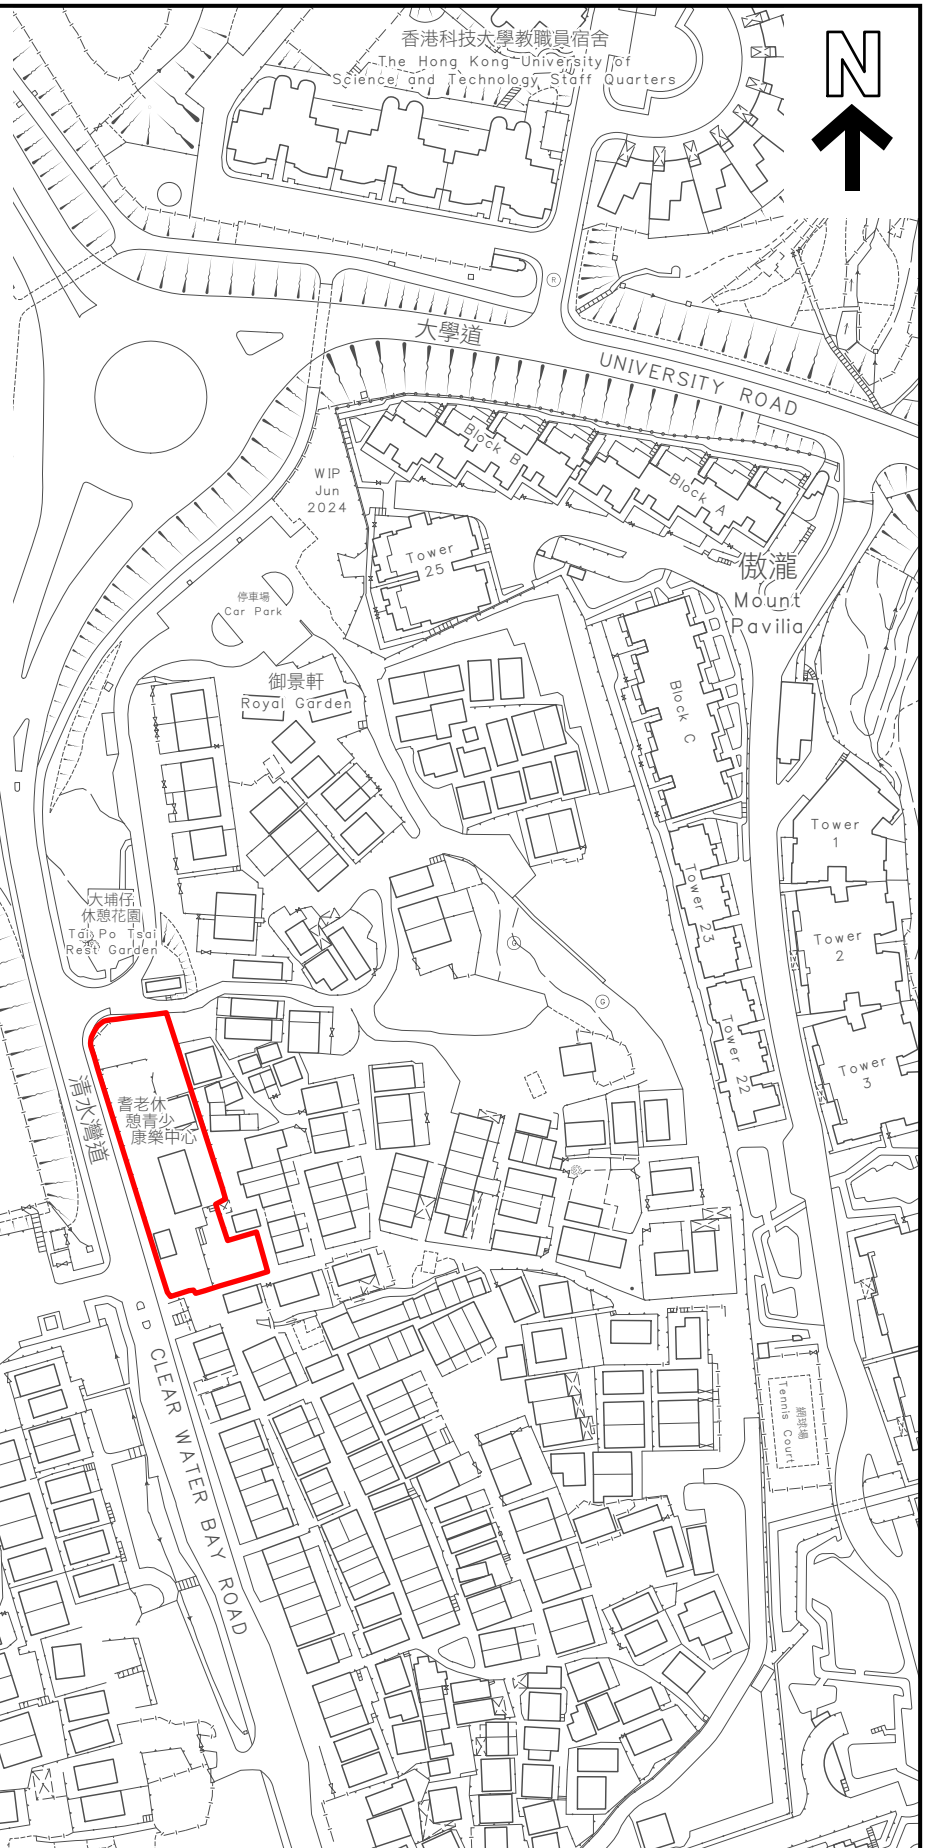 香港科技大學教職員宿舍
The Hong Kong University of
Science and Technology Staff Quarters
N
R
大學道
UNIVERSITY ROAD
Block B
Block A
WIP
Jun
2024
Tower
25
傲瀧
Mount
Pavilia
停車場
Car Park
御景軒
Royal Garden
Block C
Tower
1
大埔仔
休憩花園
Tai Po Tsai
Rest Garden
Tower
23
Tower
2
G
G
Tower
22
Tower
3
清水灣道
耆老休
憩青少
康樂中心
CLEAR WATER BAY ROAD
網球場
Tennis Court